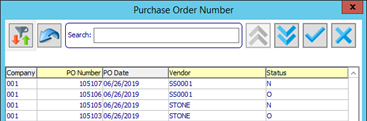 Purchase Order Number
Search:
Company PO Number PO Date Vendor Status
001 105107 06/26/2019 SS0001 N
001 105106 06/26/2019 SS0001 O
001 105105 06/26/2019 STONE N
001 105103 06/26/2019 STONE O